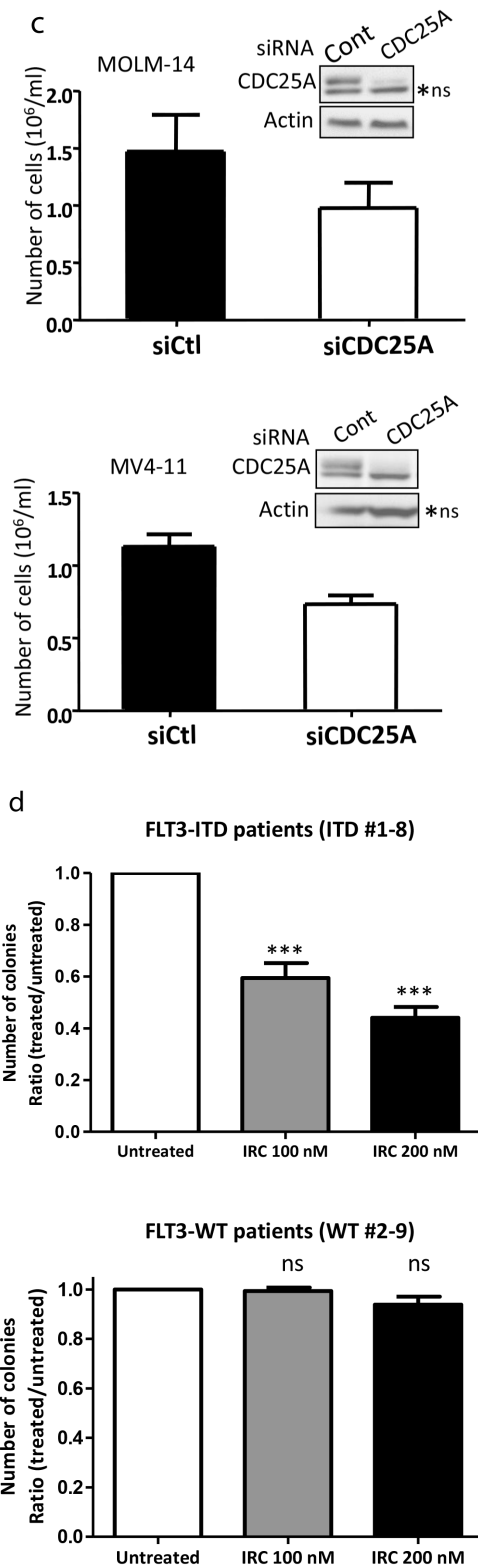 c
MOLM-14
siRNA Cont CDC25A
CDC25A
*ns
Actin
Number of cells (10⁶/ml)
2.0
1.5
1.0
0.5
0.0
siCtl siCDC25A
MV4-11
siRNA Cont CDC25A
CDC25A
Actin
*ns
Number of cells (10⁶/ml)
1.5
1.0
0.5
0.0
siCtl siCDC25A
d
FLT3-ITD patients (ITD #1-8)
Number of colonies
Ratio (treated/untreated)
1.0
0.8
0.6
0.4
0.2
0.0
***
***
Untreated IRC 100 nM IRC 200 nM
FLT3-WT patients (WT #2-9)
Number of colonies
Ratio (treated/untreated)
1.0
0.8
0.6
0.4
0.2
0.0
ns ns
Untreated IRC 100 nM IRC 200 nM